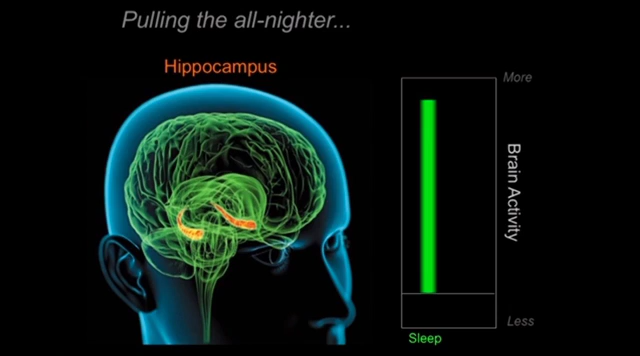 Pulling the all-nighter...
Hippocampus
More
Brain Activity
Less
Sleep